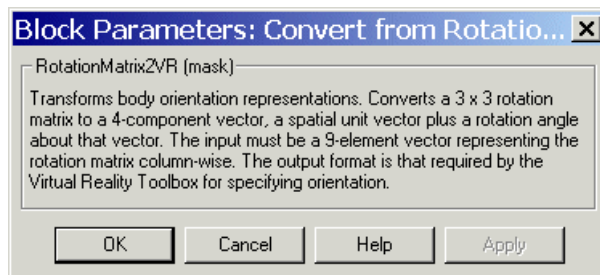 Block Parameters: Convert from Rotatio...
RotationMatrix2VR (mask)
Transforms body orientation representations. Converts a 3 x 3 rotation
matrix to a 4-component vector, a spatial unit vector plus a rotation angle
about that vector. The input must be a 9-element vector representing the
rotation matrix column-wise. The output format is that required by the
Virtual Reality Toolbox for specifying orientation.
OK Cancel Help Apply